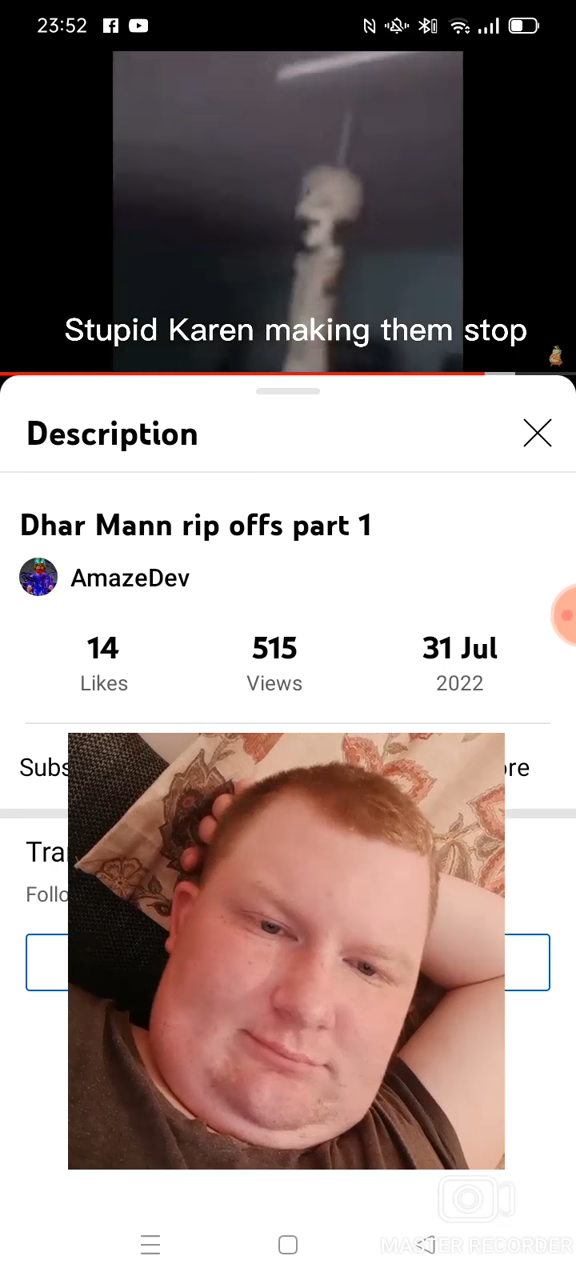 23:52
Stupid Karen making them stop
Description
Dhar Mann rip offs part 1
AmazeDev
14 515 31 Jul
Likes Views 2022
Subs ore
Tra
Follo
MASTER RECORDER